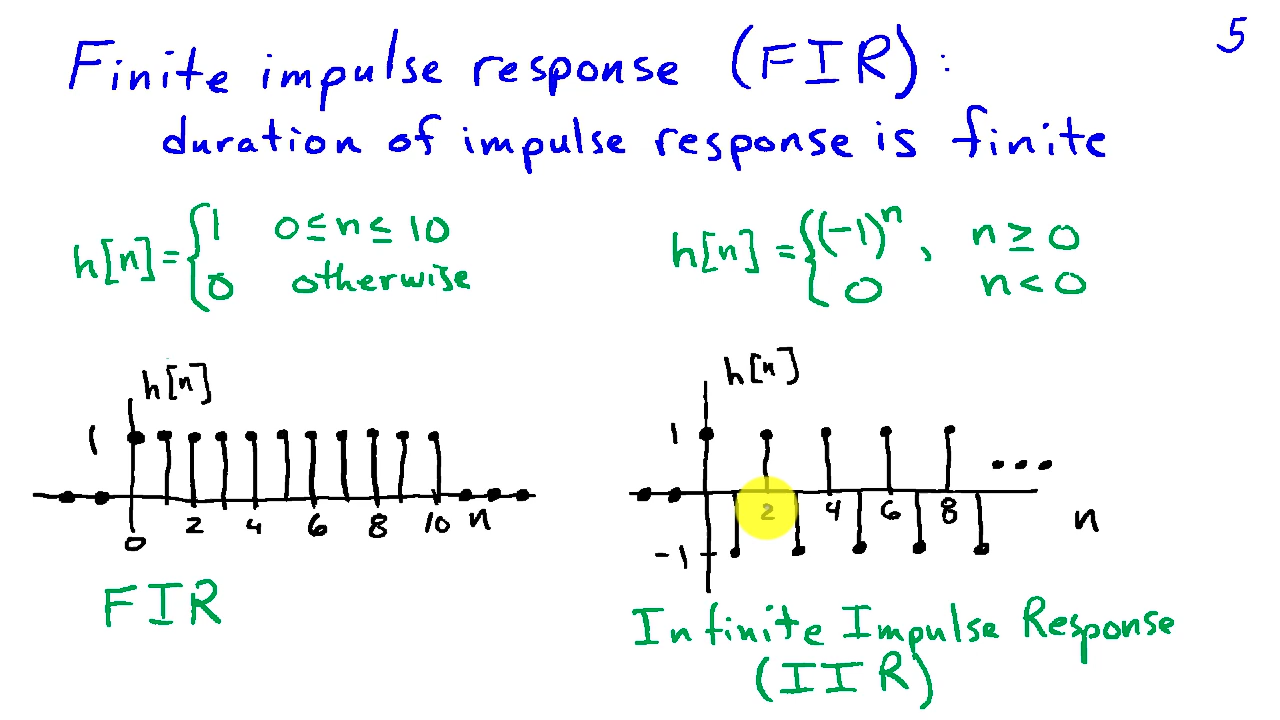 5
Finite impulse response (FIR):
duration of impulse response is finite
h[n] = { 1 0 ≤ n ≤ 10
0 otherwise
h[n] = { (-1)ⁿ, n ≥ 0
0 n < 0
h[n]
1
0 2 4 6 8 10 n
FIR
h[n]
1
2 4 6 8 n
-1
...
Infinite Impulse Response
(IIR)